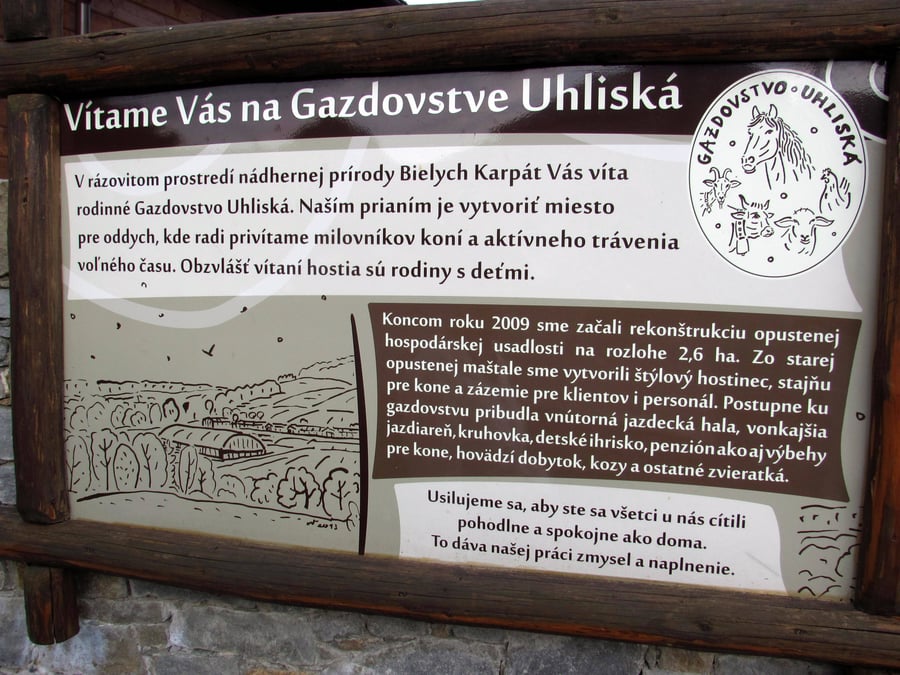 Vítame Vás na Gazdovstve Uhliská
GAZDOVSTVO • UHLISKÁ
V rázovitom prostredí nádhernej prírody Bielych Karpát Vás víta
rodinné Gazdovstvo Uhliská. Naším prianím je vytvoriť miesto
pre oddych, kde radi privítame milovníkov koní a aktívneho trávenia
voľného času. Obzvlášť vítaní hostia sú rodiny s deťmi.
Koncom roku 2009 sme začali rekonštrukciu opustenej
hospodárskej usadlosti na rozlohe 2,6 ha. Zo starej
opustenej maštale sme vytvorili štýlový hostinec, stajňu
pre kone a zázemie pre klientov i personál. Postupne ku
gazdovstvu pribudla vnútorná jazdecká hala, vonkajšia
jazdiareň, kruhovka, detské ihrisko, penzión ako aj výbehy
pre kone, hovädzí dobytok, kozy a ostatné zvieratká.
Usilujeme sa, aby ste sa všetci u nás cítili
pohodlne a spokojne ako doma.
To dáva našej práci zmysel a naplnenie.